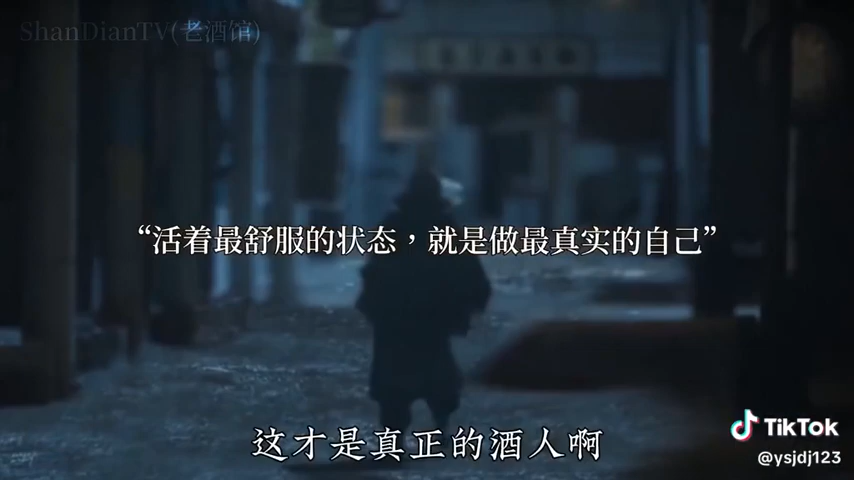 ShanDianTV(老酒馆)
“活着最舒服的状态，就是做最真实的自己”
这才是真正的酒人啊
TikTok
@ysjdj123